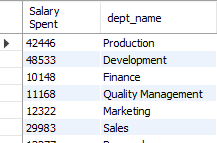 Salary Spent dept_name
42446 Production
48533 Development
10148 Finance
11168 Quality Management
12322 Marketing
29983 Sales